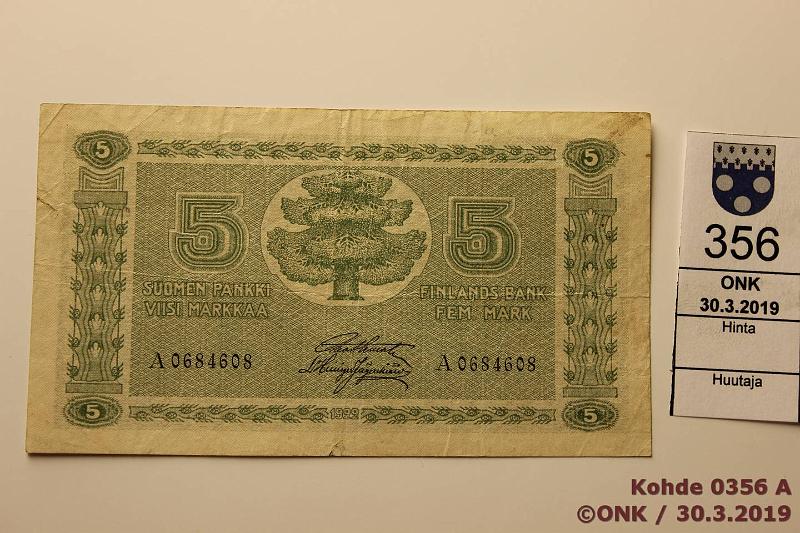 5 5
5 5
SUOMEN PANKKI
VIISI MARKKAA
FINLANDS BANK
FEM MARK
A 0684608 A 0684608
5 1922 5
356
ONK
30.3.2019
Hinta
Huutaja
Kohde 0356 A
©ONK / 30.3.2019